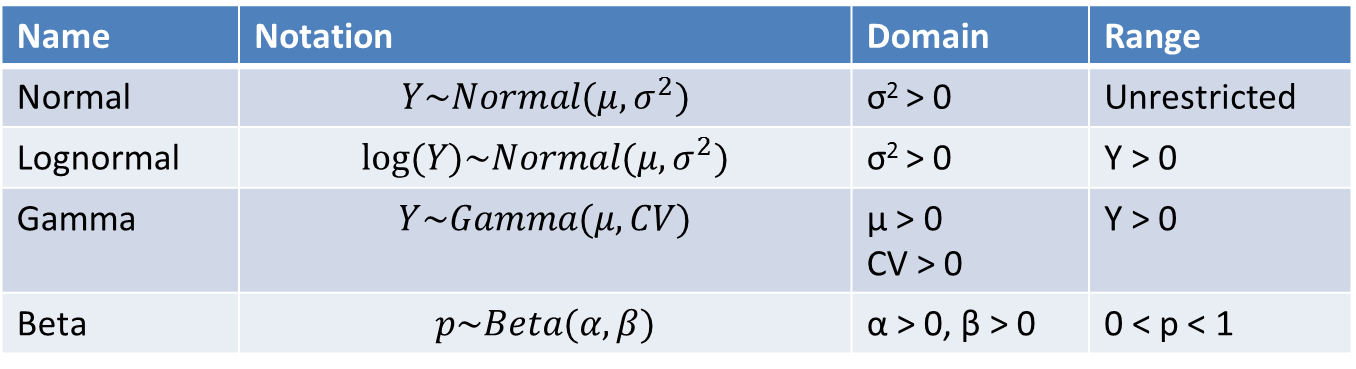 Name Notation Domain Range
Normal Y~Normal(μ, σ²) σ² > 0 Unrestricted
Lognormal log(Y)~Normal(μ, σ²) σ² > 0 Y > 0
Gamma Y~Gamma(μ, CV) μ > 0 Y > 0
CV > 0
Beta p~Beta(α, β) α > 0, β > 0 0 < p < 1